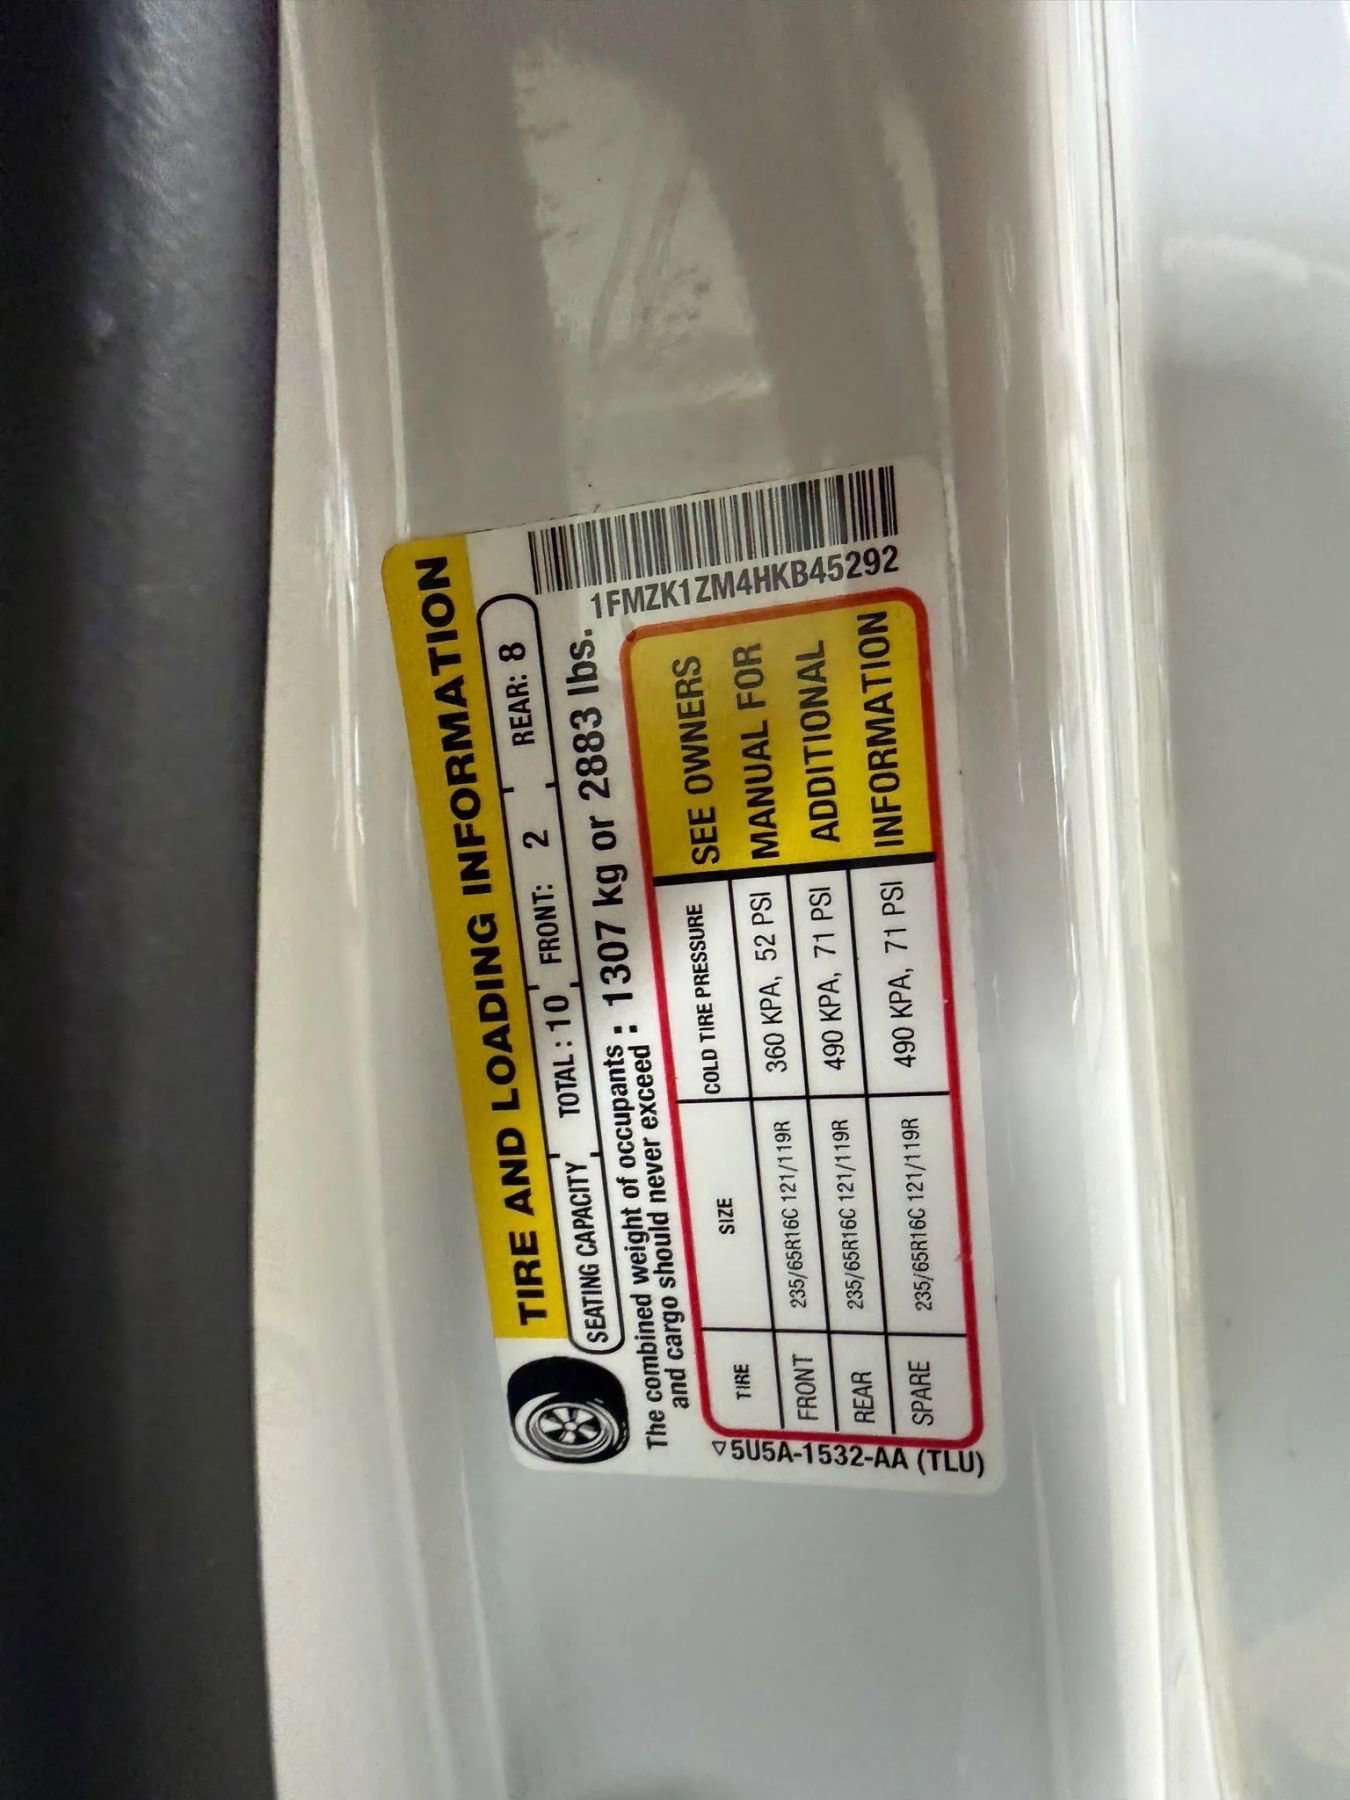 TIRE AND LOADING INFORMATION
SEATING CAPACITY TOTAL : 10 FRONT: 2 REAR: 8
The combined weight of occupants
and cargo should never exceed : 1307 kg or 2883 lbs.
TIRE SIZE COLD TIRE PRESSURE
FRONT 235/65R16C 121/119R 360 KPA, 52 PSI
REAR 235/65R16C 121/119R 490 KPA, 71 PSI
SPARE 235/65R16C 121/119R 490 KPA, 71 PSI
SEE OWNERS
MANUAL FOR
ADDITIONAL
INFORMATION
1FMZK1ZM4HKB45292
5U5A-1532-AA (TLU)